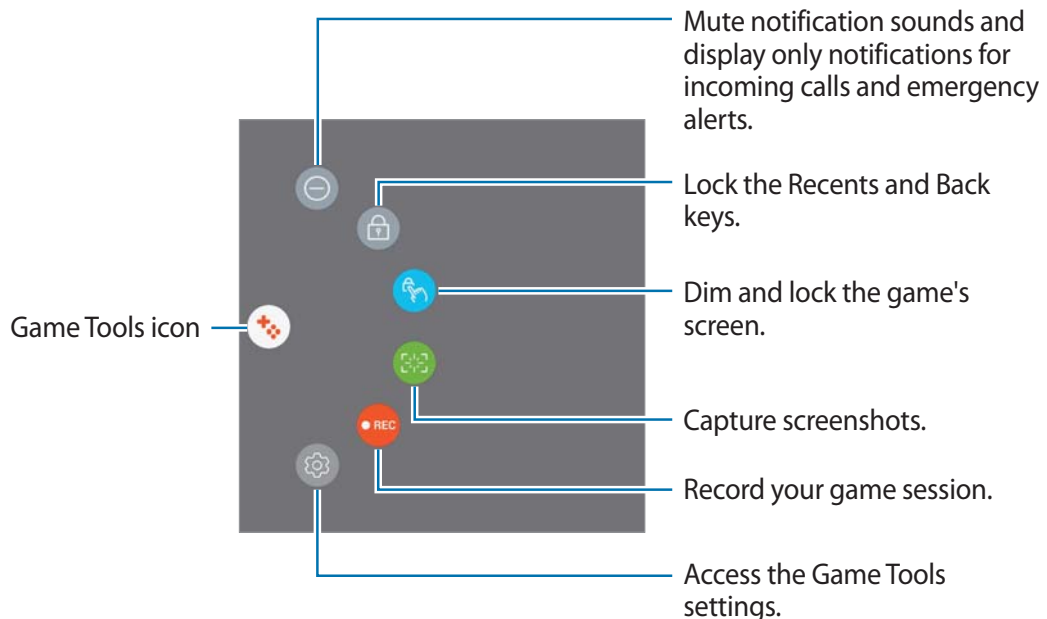 Mute notification sounds and
display only notifications for
incoming calls and emergency
alerts.
Lock the Recents and Back
keys.
Dim and lock the game's
screen.
Game Tools icon
Capture screenshots.
REC
Record your game session.
Access the Game Tools
settings.